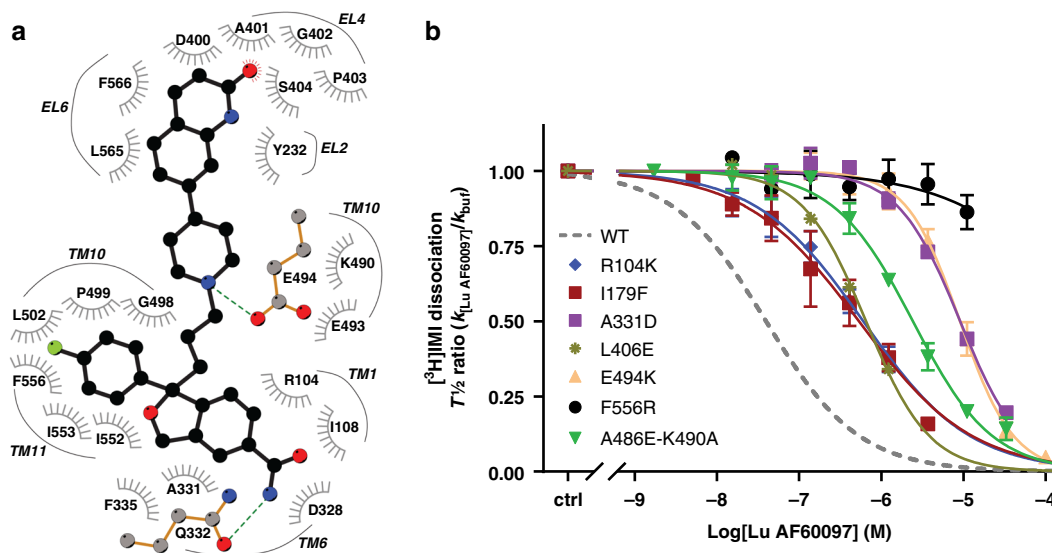 a
EL4
A401
D400
G402
F566
P403
S404
EL6
L565
Y232
EL2
TM10
TM10
E494
K490
P499
G498
L502
E493
F556
R104
TM1
I553
I552
I108
TM11
A331
F335
Q332
D328
TM6
b
[³H]IMI dissociation
T½ ratio (k[Lu AF60097]/kbuf)
1.00
0.75
0.50
0.25
0.00
WT
R104K
I179F
A331D
L406E
E494K
F556R
A486E-K490A
ctrl
–9
–8
–7
–6
–5
–4
Log[Lu AF60097] (M)